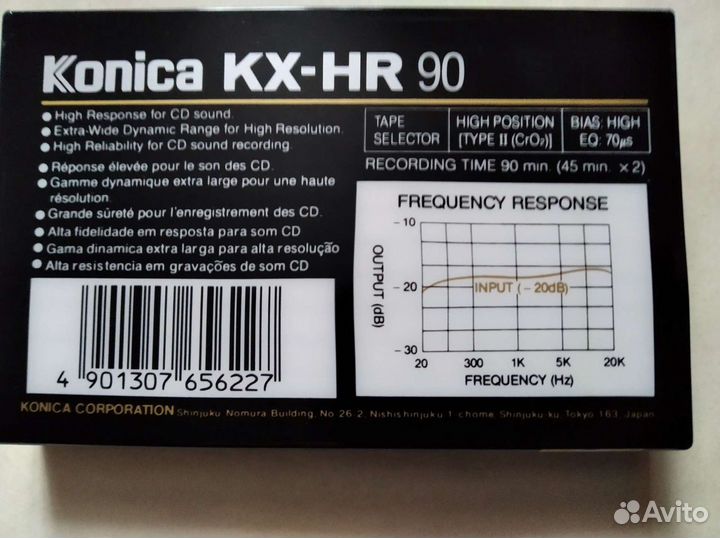 Konica KX-HR 90
● High Response for CD sound.
● Extra-Wide Dynamic Range for High Resolution.
● High Reliability for CD sound recording.
● Réponse élevée pour le son des CD.
● Gamme dynamique extra large pour une haute
résolution.
● Grande sûreté pour l'enregistrement des CD.
● Alta fidelidade em resposta para som CD
● Gama dinamica extra larga para alta resolução
● Alta resistencia em gravações de som CD
TAPE SELECTOR
HIGH POSITION
[TYPE II (CrO₂)]
BIAS: HIGH
EQ: 70μs
RECORDING TIME 90 min. (45 min. ×2)
FREQUENCY RESPONSE
OUTPUT (dB)
-10
-20
-30
INPUT (-20dB)
20 300 1K 5K 20K
FREQUENCY (Hz)
4 901307 656227
KONICA CORPORATION Shinjuku Nomura Building, No. 26-2, Nishishinjuku 1-chome, Shinjuku-ku, Tokyo 163, Japan
Avito